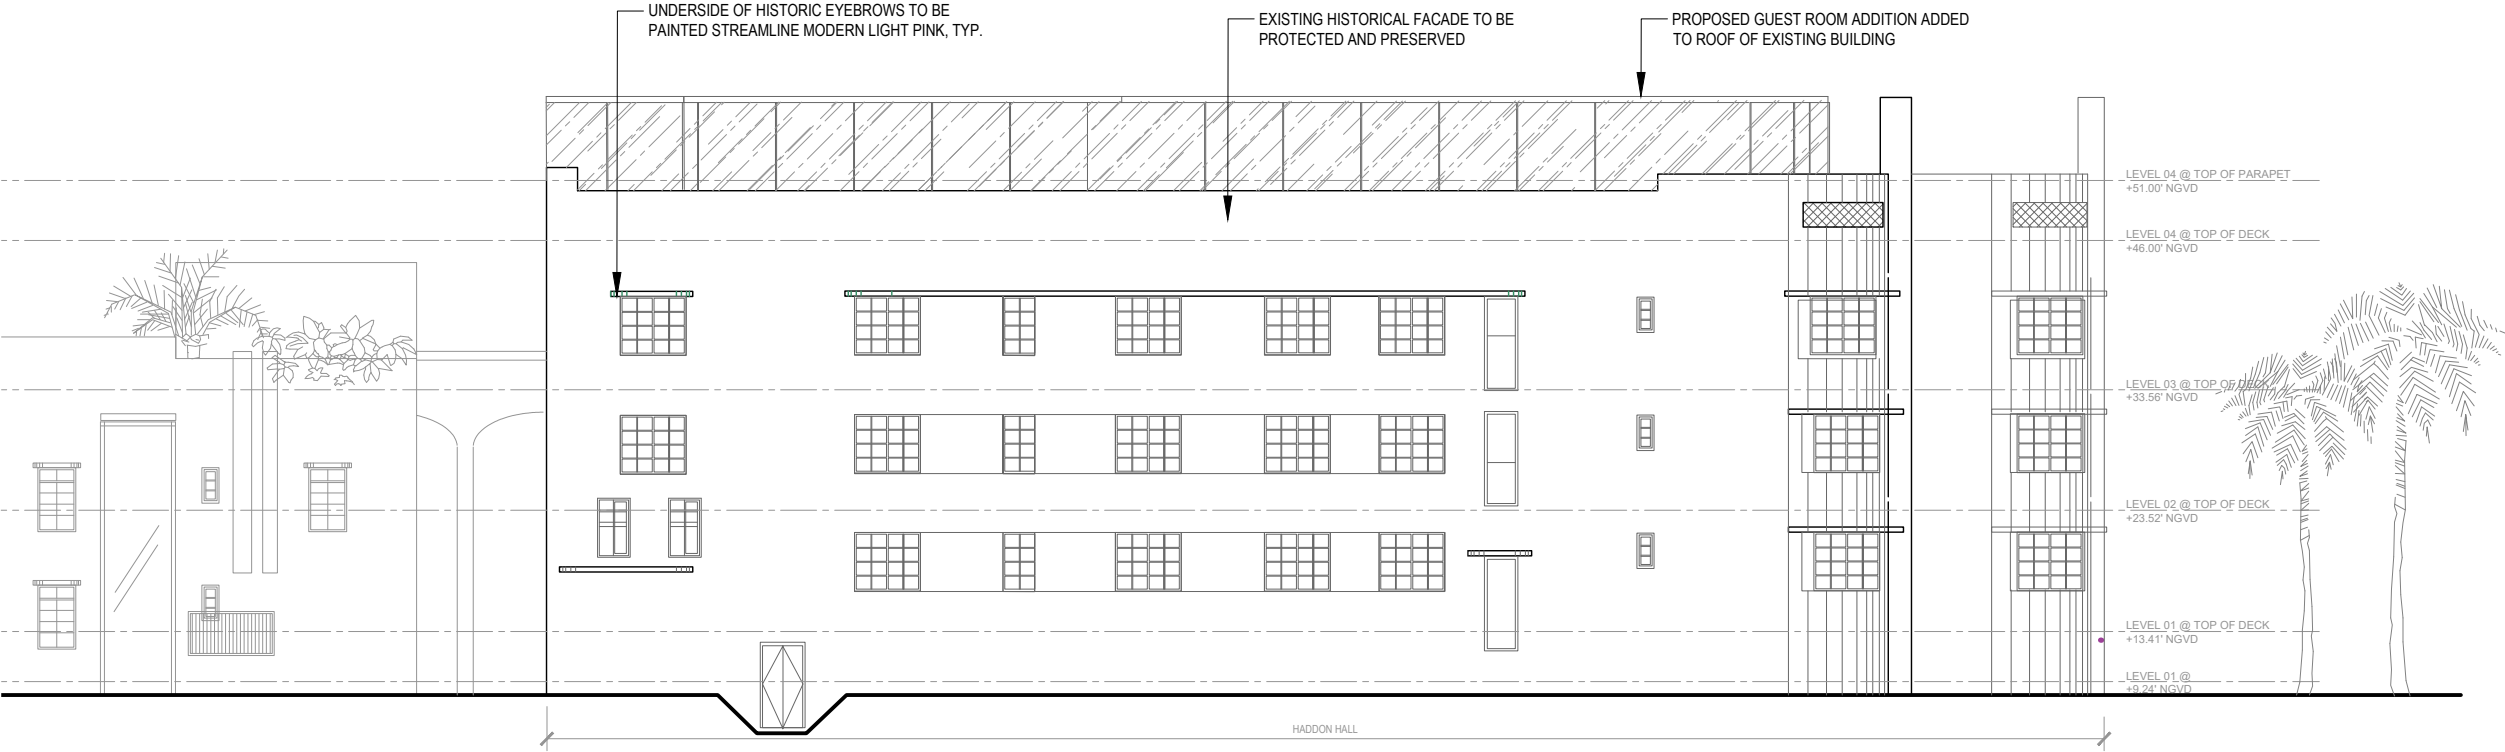 UNDERSIDE OF HISTORIC EYEBROWS TO BE
PAINTED STREAMLINE MODERN LIGHT PINK, TYP.
EXISTING HISTORICAL FACADE TO BE
PROTECTED AND PRESERVED
PROPOSED GUEST ROOM ADDITION ADDED
TO ROOF OF EXISTING BUILDING
LEVEL 04 @ TOP OF PARAPET
+51.00' NGVD
LEVEL 04 @ TOP OF DECK
+46.00' NGVD
LEVEL 03 @ TOP OF DECK
+33.56' NGVD
LEVEL 02 @ TOP OF DECK
+23.52' NGVD
LEVEL 01 @ TOP OF DECK
+13.41' NGVD
LEVEL 01 @
+9.24' NGVD
HADDON HALL